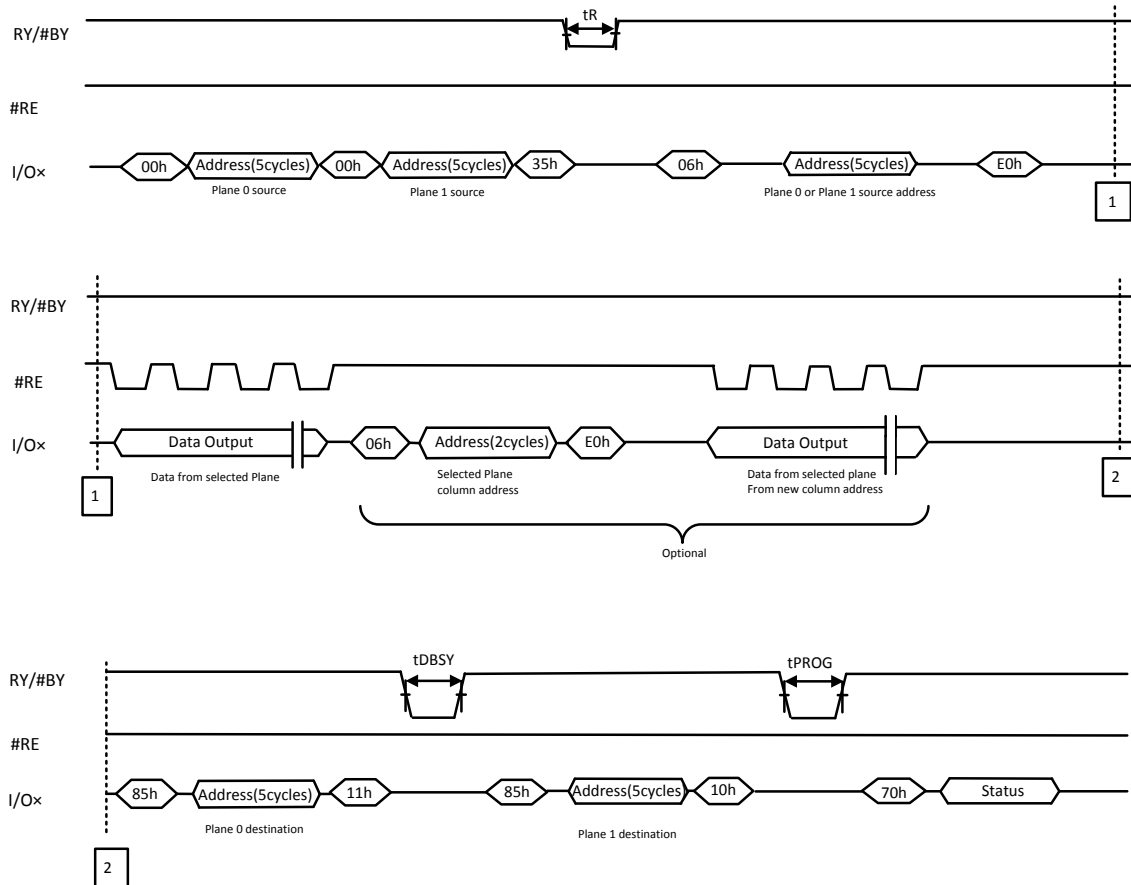 RY/#BY
tR
#RE
I/O×
00h
Address(5cycles)
00h
Address(5cycles)
35h
06h
Address(5cycles)
E0h
Plane 0 source
Plane 1 source
Plane 0 or Plane 1 source address
1
RY/#BY
#RE
I/O×
Data Output
06h
Address(2cycles)
E0h
Data Output
Data from selected Plane
Selected Plane
column address
Data from selected plane
From new column address
1
2
Optional
RY/#BY
tDBSY
tPROG
#RE
I/O×
85h
Address(5cycles)
11h
85h
Address(5cycles
10h
70h
Status
Plane 0 destination
Plane 1 destination
2